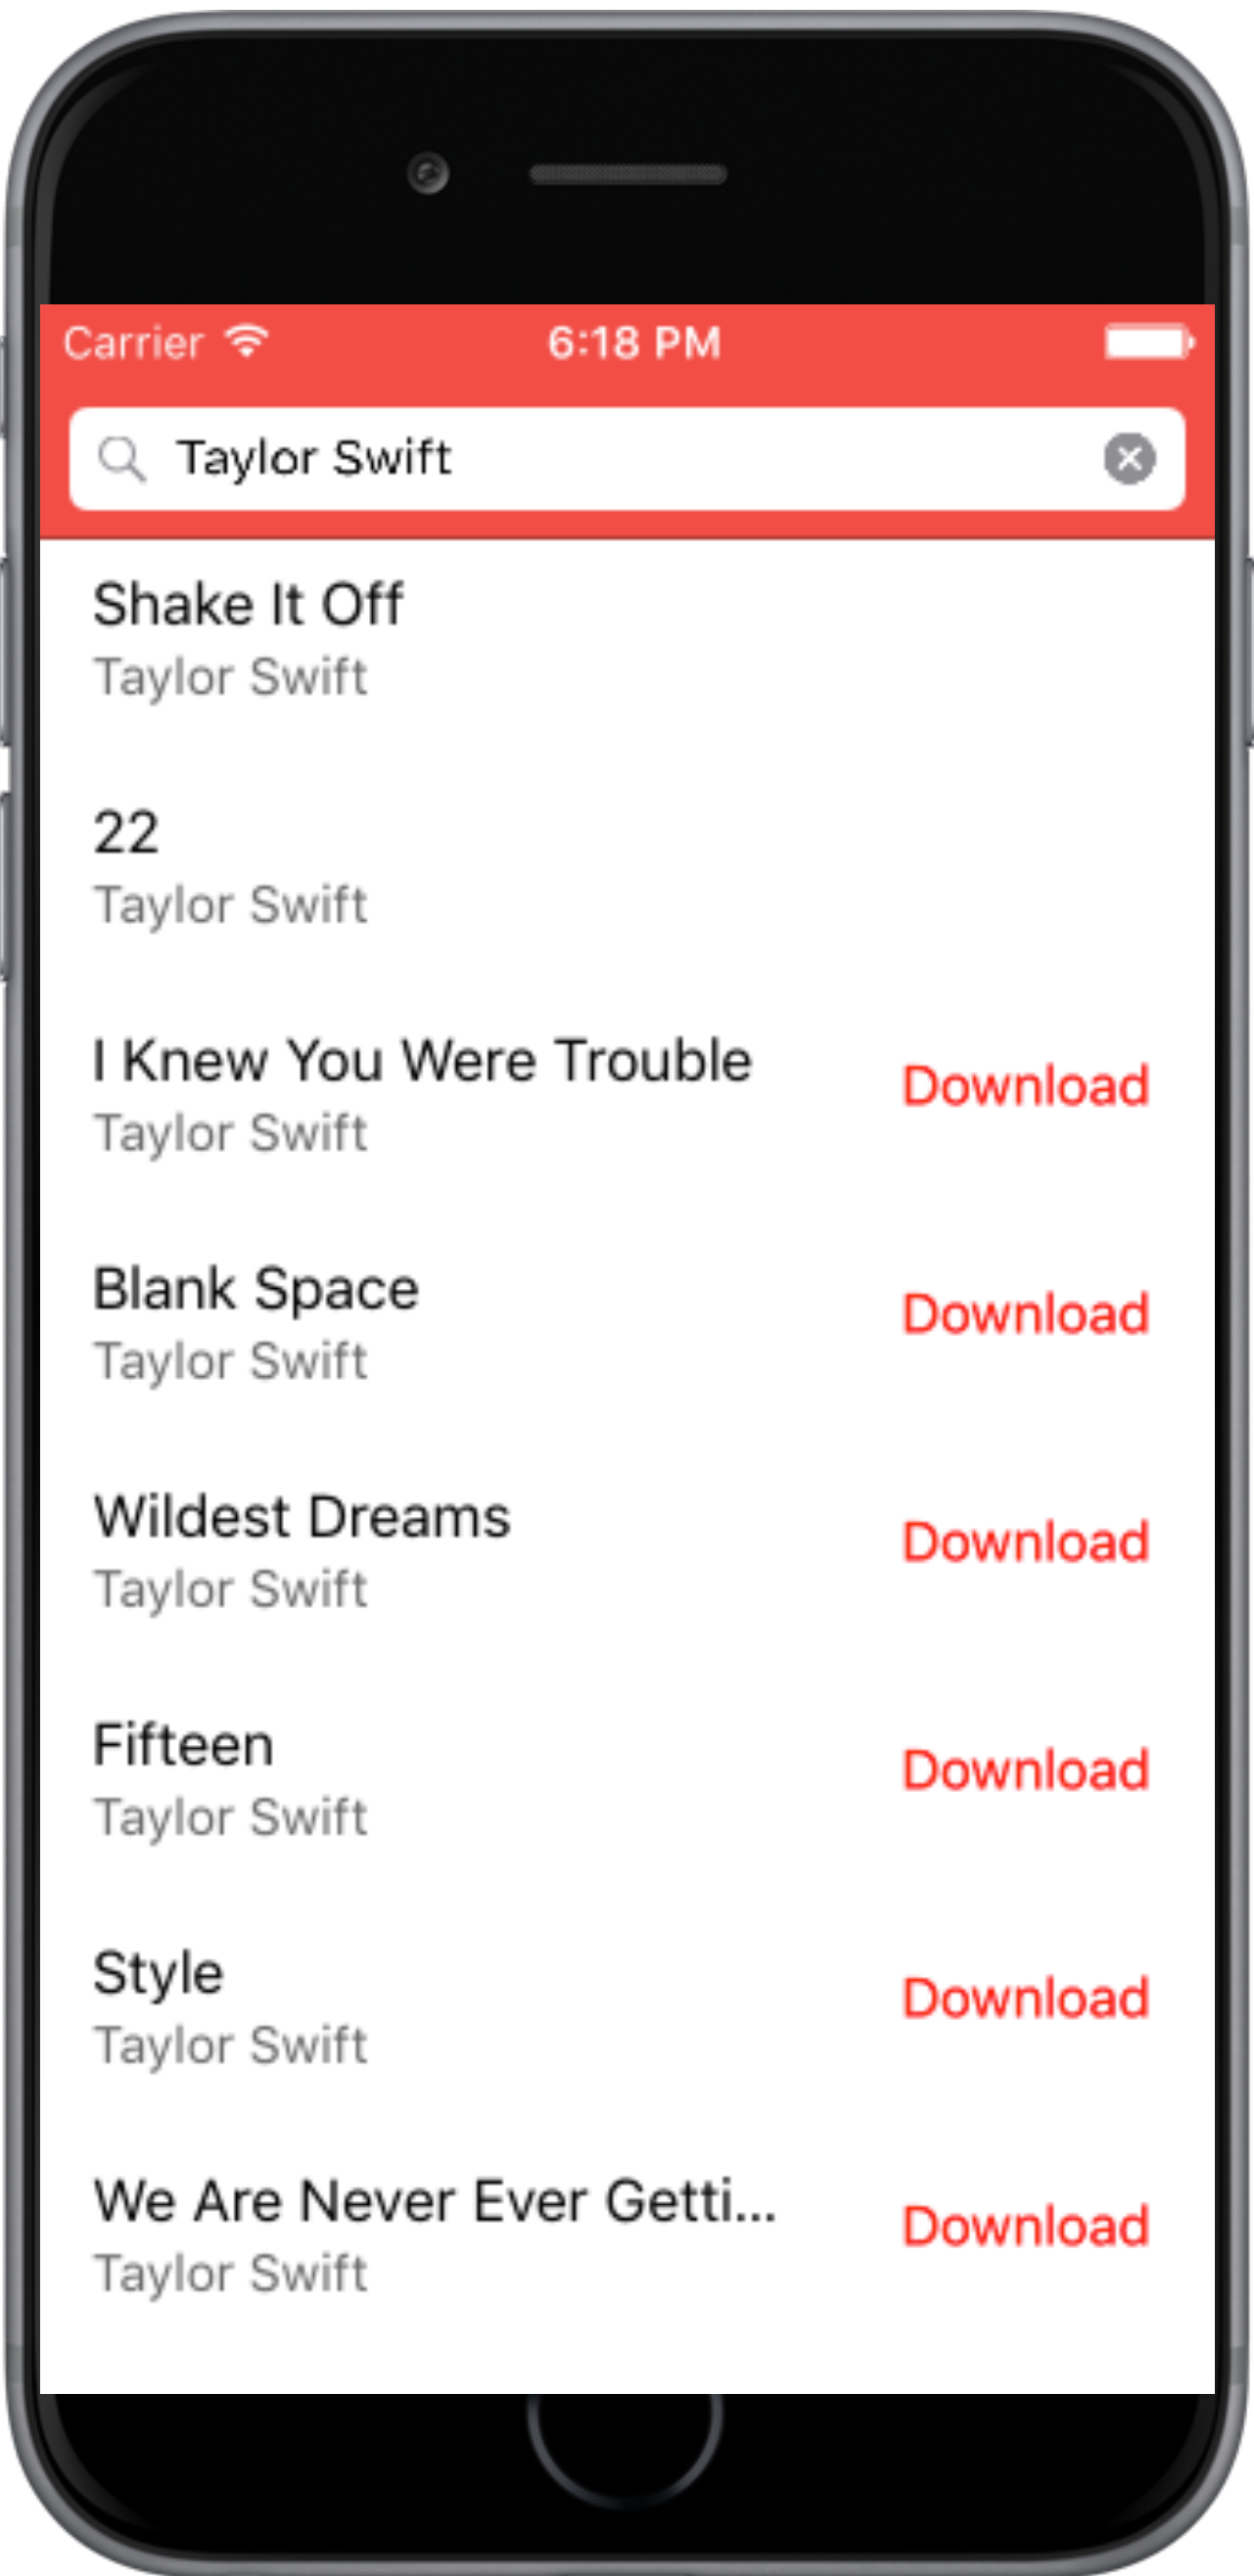 Carrier 6:18 PM
Taylor Swift
Shake It Off
Taylor Swift
22
Taylor Swift
I Knew You Were Trouble
Download
Taylor Swift
Blank Space
Download
Taylor Swift
Wildest Dreams
Download
Taylor Swift
Fifteen
Download
Taylor Swift
Style
Download
Taylor Swift
We Are Never Ever Getti...
Download
Taylor Swift